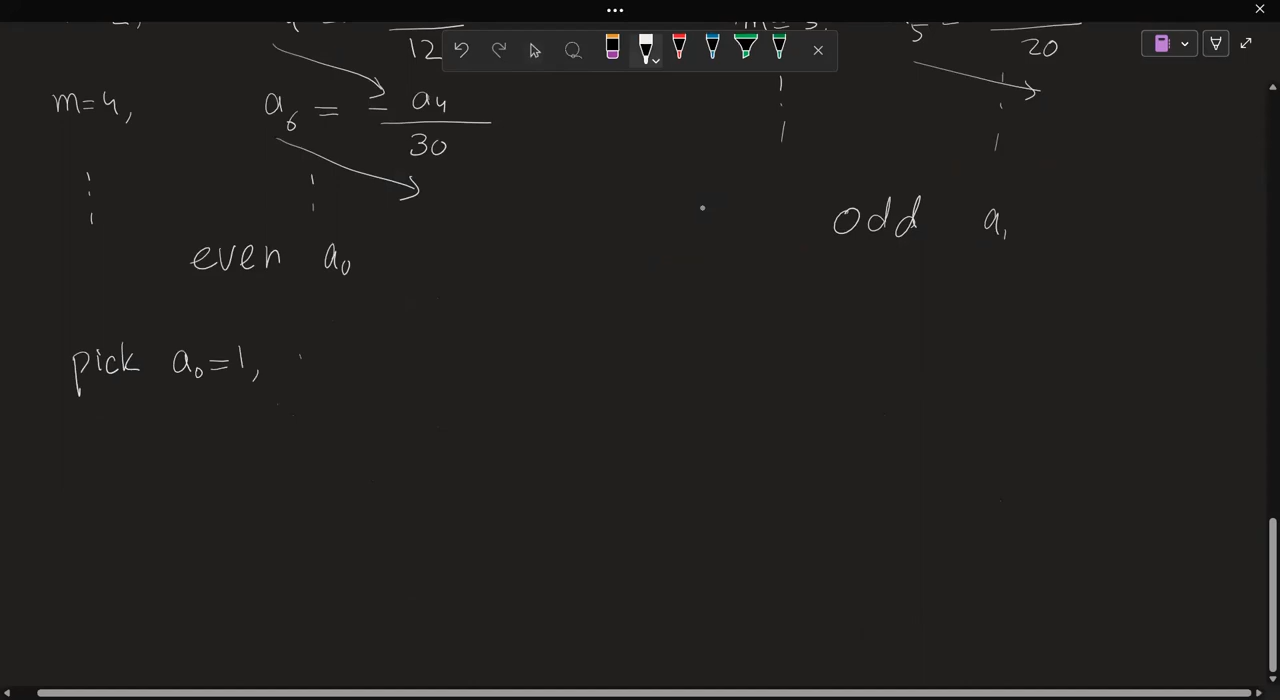 12
20
m=4, a₆ = - a₄/30
odd a₁
even a₀
pick a₀=1,